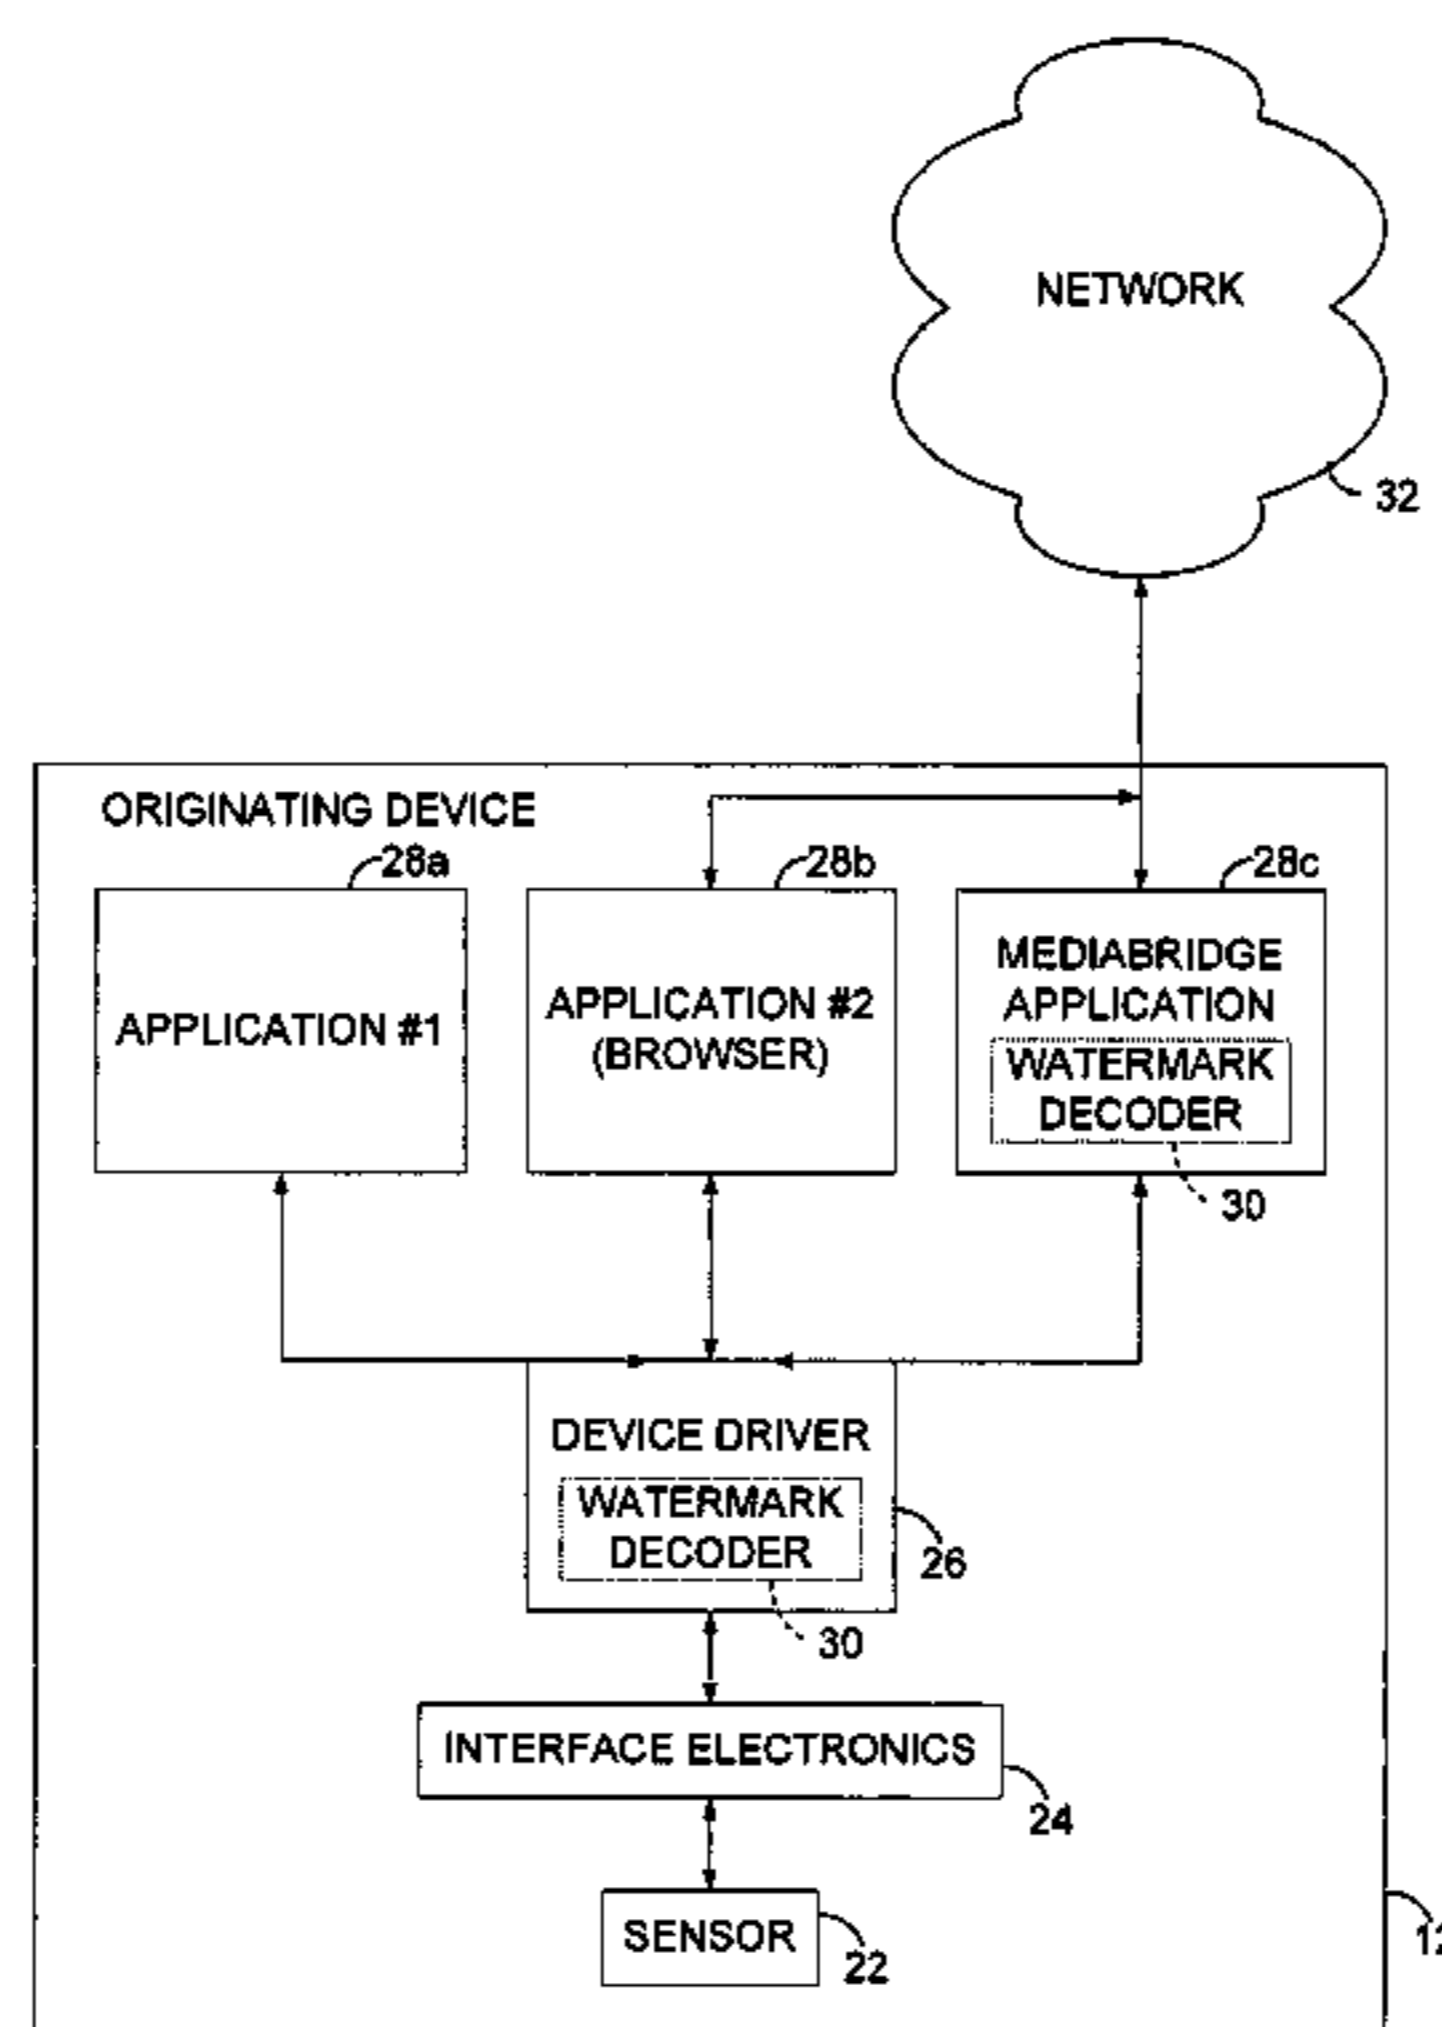 NETWORK
32
ORIGINATING DEVICE
28a
28b
28c
APPLICATION #1
APPLICATION #2
(BROWSER)
MEDIABRIDGE
APPLICATION
WATERMARK
DECODER
30
DEVICE DRIVER
WATERMARK
DECODER
26
30
INTERFACE ELECTRONICS
24
SENSOR
22
12